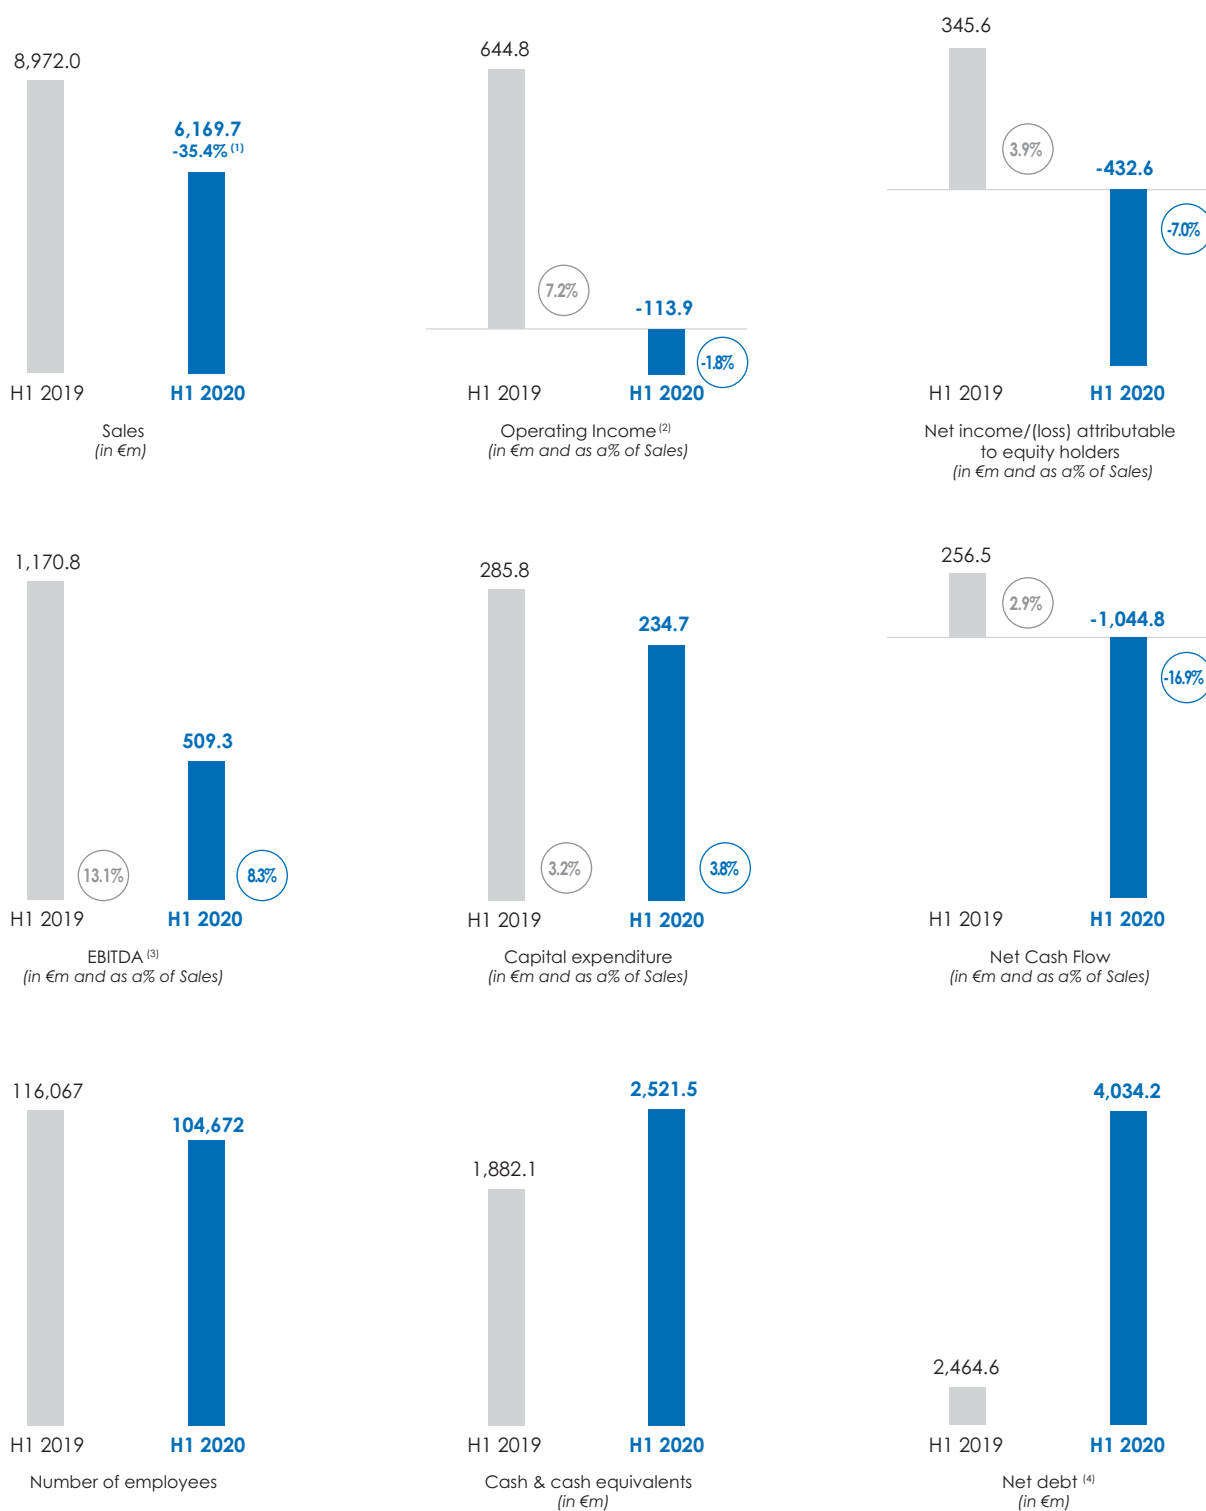 8,972.0
6,169.7
-35.4% (1)
H1 2019
H1 2020
Sales
(in €m)
644.8
7.2%
-113.9
-1.8%
H1 2019
H1 2020
Operating Income (2)
(in €m and as a% of Sales)
345.6
3.9%
-432.6
-7.0%
H1 2019
H1 2020
Net income/(loss) attributable
to equity holders
(in €m and as a% of Sales)
1,170.8
509.3
13.1%
8.3%
H1 2019
H1 2020
EBITDA (3)
(in €m and as a% of Sales)
285.8
234.7
3.2%
3.8%
H1 2019
H1 2020
Capital expenditure
(in €m and as a% of Sales)
256.5
2.9%
-1,044.8
-16.9%
H1 2019
H1 2020
Net Cash Flow
(in €m and as a% of Sales)
116,067
104,672
H1 2019
H1 2020
Number of employees
2,521.5
1,882.1
H1 2019
H1 2020
Cash & cash equivalents
(in €m)
4,034.2
2,464.6
H1 2019
H1 2020
Net debt (4)
(in €m)